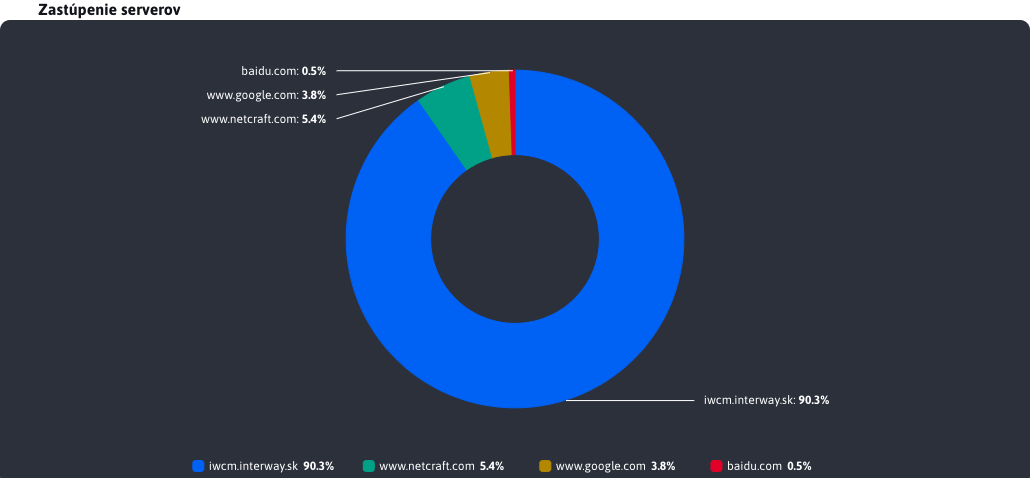 Zastúpenie serverov
baidu.com: 0.5%
www.google.com: 3.8%
www.netcraft.com: 5.4%
iwcm.interway.sk: 90.3%
iwcm.interway.sk 90.3% www.netcraft.com 5.4% www.google.com 3.8% baidu.com 0.5%